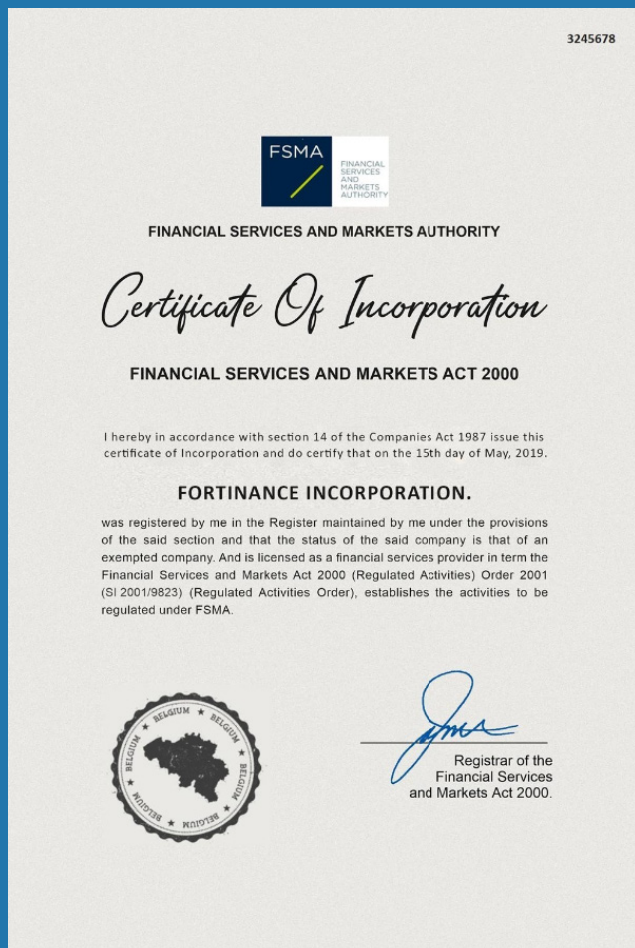 3245678
FSMA
FINANCIAL
SERVICES
AND
MARKETS
AUTHORITY
FINANCIAL SERVICES AND MARKETS AUTHORITY
Certificate Of Incorporation
FINANCIAL SERVICES AND MARKETS ACT 2000
I hereby in accordance with section 14 of the Companies Act 1987 issue this
certificate of Incorporation and do certify that on the 15th day of May, 2019.
FORTINANCE INCORPORATION.
was registered by me in the Register maintained by me under the provisions
of the said section and that the status of the said company is that of an
exempted company. And is licensed as a financial services provider in term the
Financial Services and Markets Act 2000 (Regulated Activities) Order 2001
(SI 2001/9823) (Regulated Activities Order), establishes the activities to be
regulated under FSMA.
BELGIUM ★ BELGIUM ★ BELGIUM ★ BELGIUM ★ BELGIUM ★ BELGIUM ★ BELGIUM ★
Registrar of the
Financial Services
and Markets Act 2000.